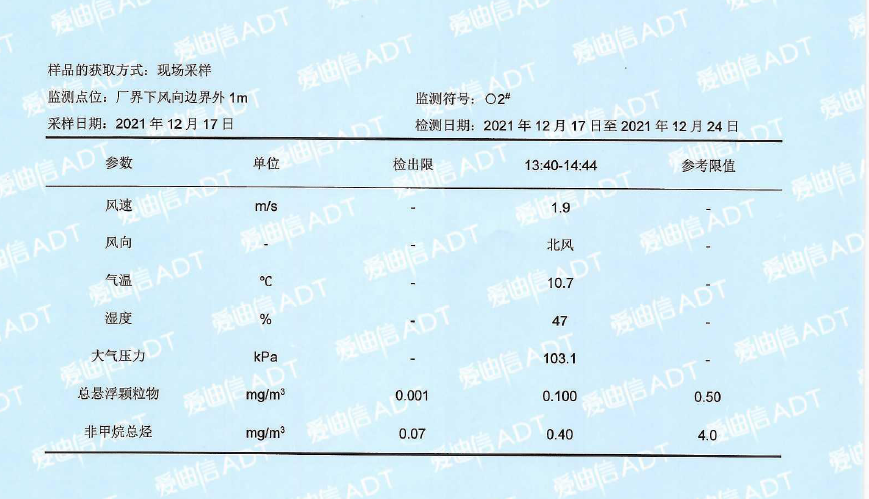 样品的获取方式：现场采样
监测点位：厂界下风向边界外 1m 监测符号：○2#
采样日期：2021 年 12 月 17 日 检测日期：2021 年 12 月 17 日至 2021 年 12 月 24 日
参数 单位 检出限 13:40-14:44 参考限值
风速 m/s - 1.9 -
风向 - - 北风 -
气温 ℃ - 10.7 -
湿度 % - 47 -
大气压力 kPa - 103.1 -
总悬浮颗粒物 mg/m³ 0.001 0.100 0.50
非甲烷总烃 mg/m³ 0.07 0.40 4.0
爱迪信ADT